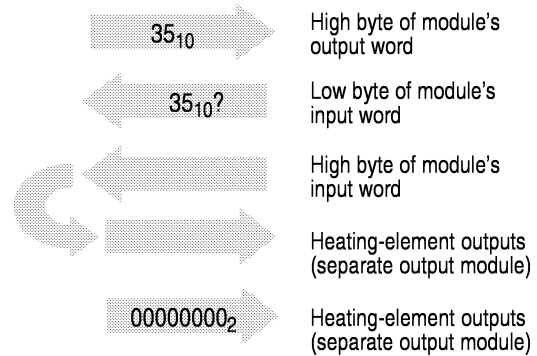 35₁₀
High byte of module's
output word
35₁₀?
Low byte of module's
input word
High byte of module's
input word
Heating-element outputs
(separate output module)
00000000₂
Heating-element outputs
(separate output module)